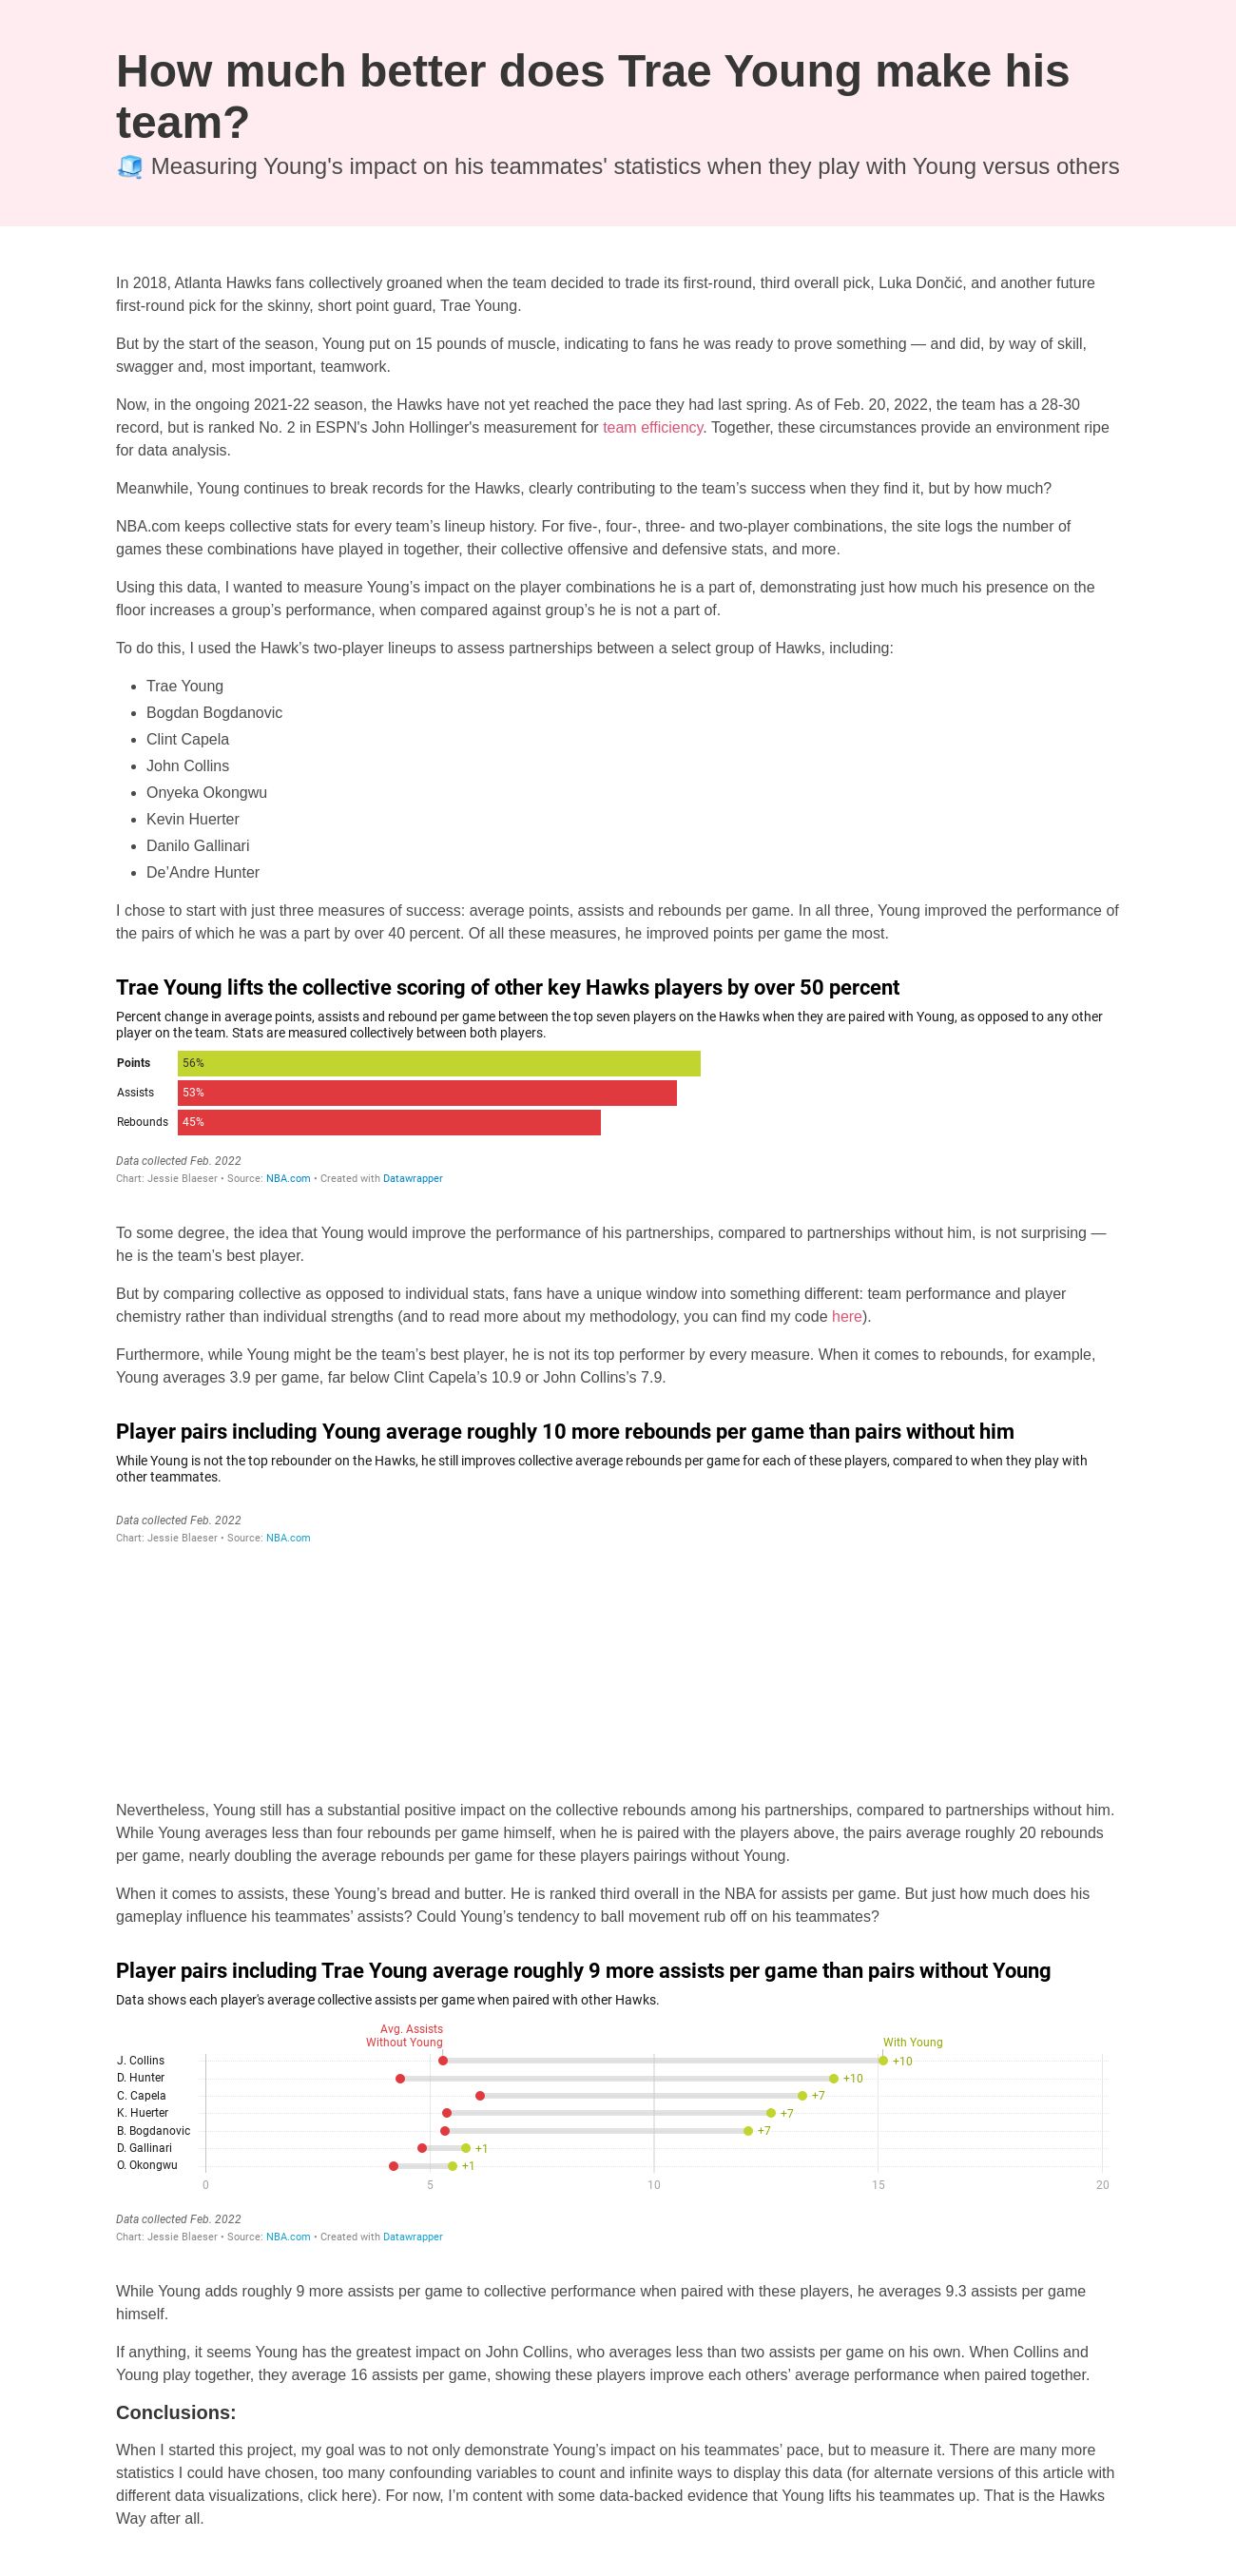 How much better does Trae Young make his
team?
🧊 Measuring Young's impact on his teammates' statistics when they play with Young versus others
In 2018, Atlanta Hawks fans collectively groaned when the team decided to trade its first-round, third overall pick, Luka Dončić, and another future
first-round pick for the skinny, short point guard, Trae Young.
But by the start of the season, Young put on 15 pounds of muscle, indicating to fans he was ready to prove something — and did, by way of skill,
swagger and, most important, teamwork.
Now, in the ongoing 2021-22 season, the Hawks have not yet reached the pace they had last spring. As of Feb. 20, 2022, the team has a 28-30
record, but is ranked No. 2 in ESPN's John Hollinger's measurement for team efficiency. Together, these circumstances provide an environment ripe
for data analysis.
Meanwhile, Young continues to break records for the Hawks, clearly contributing to the team’s success when they find it, but by how much?
NBA.com keeps collective stats for every team’s lineup history. For five-, four-, three- and two-player combinations, the site logs the number of
games these combinations have played in together, their collective offensive and defensive stats, and more.
Using this data, I wanted to measure Young’s impact on the player combinations he is a part of, demonstrating just how much his presence on the
floor increases a group’s performance, when compared against group’s he is not a part of.
To do this, I used the Hawk’s two-player lineups to assess partnerships between a select group of Hawks, including:
• Trae Young
• Bogdan Bogdanovic
• Clint Capela
• John Collins
• Onyeka Okongwu
• Kevin Huerter
• Danilo Gallinari
• De’Andre Hunter
I chose to start with just three measures of success: average points, assists and rebounds per game. In all three, Young improved the performance of
the pairs of which he was a part by over 40 percent. Of all these measures, he improved points per game the most.
Trae Young lifts the collective scoring of other key Hawks players by over 50 percent
Percent change in average points, assists and rebound per game between the top seven players on the Hawks when they are paired with Young, as opposed to any other
player on the team. Stats are measured collectively between both players.
Points 56%
Assists 53%
Rebounds 45%
Data collected Feb. 2022
Chart: Jessie Blaeser • Source: NBA.com • Created with Datawrapper
To some degree, the idea that Young would improve the performance of his partnerships, compared to partnerships without him, is not surprising —
he is the team’s best player.
But by comparing collective as opposed to individual stats, fans have a unique window into something different: team performance and player
chemistry rather than individual strengths (and to read more about my methodology, you can find my code here).
Furthermore, while Young might be the team’s best player, he is not its top performer by every measure. When it comes to rebounds, for example,
Young averages 3.9 per game, far below Clint Capela’s 10.9 or John Collins’s 7.9.
Player pairs including Young average roughly 10 more rebounds per game than pairs without him
While Young is not the top rebounder on the Hawks, he still improves collective average rebounds per game for each of these players, compared to when they play with
other teammates.
Data collected Feb. 2022
Chart: Jessie Blaeser • Source: NBA.com
Nevertheless, Young still has a substantial positive impact on the collective rebounds among his partnerships, compared to partnerships without him.
While Young averages less than four rebounds per game himself, when he is paired with the players above, the pairs average roughly 20 rebounds
per game, nearly doubling the average rebounds per game for these players pairings without Young.
When it comes to assists, these Young’s bread and butter. He is ranked third overall in the NBA for assists per game. But just how much does his
gameplay influence his teammates’ assists? Could Young’s tendency to ball movement rub off on his teammates?
Player pairs including Trae Young average roughly 9 more assists per game than pairs without Young
Data shows each player's average collective assists per game when paired with other Hawks.
Avg. Assists
Without Young With Young
J. Collins +10
D. Hunter +10
C. Capela +7
K. Huerter +7
B. Bogdanovic +7
D. Gallinari +1
O. Okongwu +1
0 5 10 15 20
Data collected Feb. 2022
Chart: Jessie Blaeser • Source: NBA.com • Created with Datawrapper
While Young adds roughly 9 more assists per game to collective performance when paired with these players, he averages 9.3 assists per game
himself.
If anything, it seems Young has the greatest impact on John Collins, who averages less than two assists per game on his own. When Collins and
Young play together, they average 16 assists per game, showing these players improve each others’ average performance when paired together.
Conclusions:
When I started this project, my goal was to not only demonstrate Young’s impact on his teammates’ pace, but to measure it. There are many more
statistics I could have chosen, too many confounding variables to count and infinite ways to display this data (for alternate versions of this article with
different data visualizations, click here). For now, I’m content with some data-backed evidence that Young lifts his teammates up. That is the Hawks
Way after all.